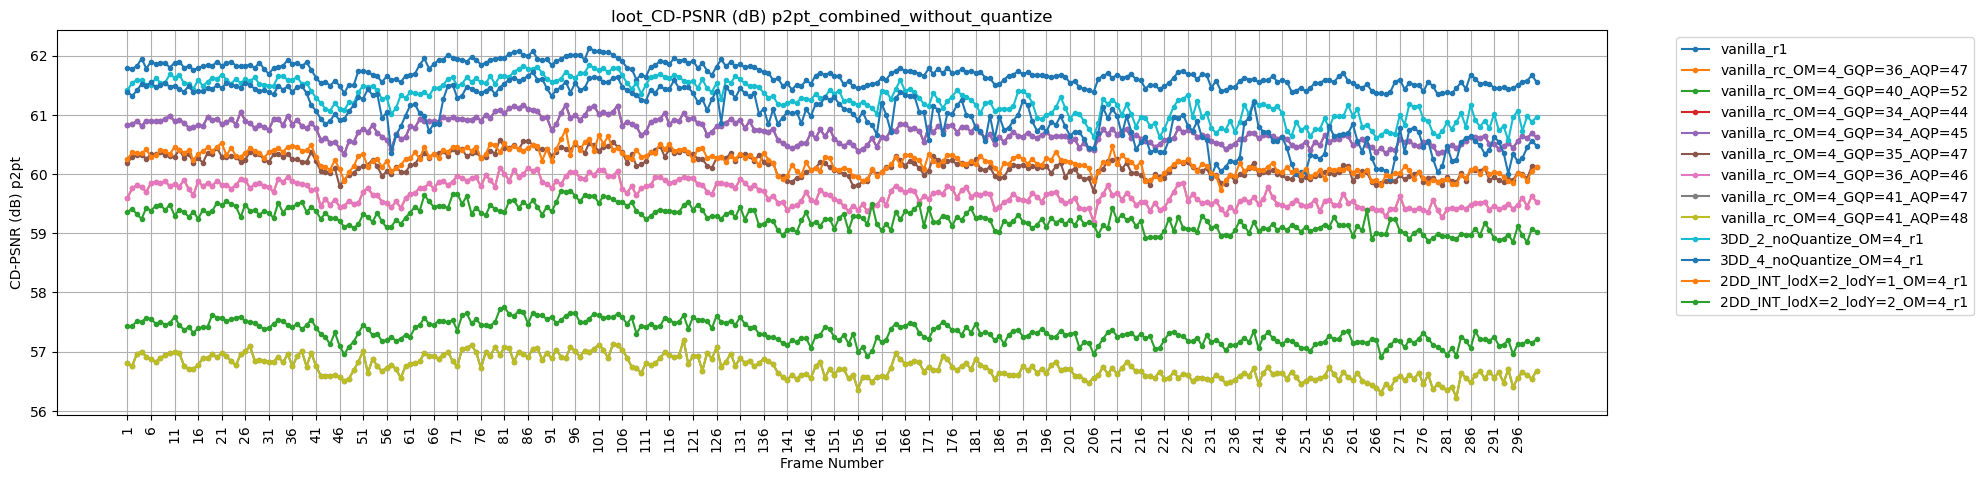 loot_CD-PSNR (dB) p2pt_combined_without_quantize
CD-PSNR (dB) p2pt
62
61
60
59
58
57
56
1 6 11 16 21 26 31 36 41 46 51 56 61 66 71 76 81 86 91 96 101 106 111 116 121 126 131 136 141 146 151 156 161 166 171 176 181 186 191 196 201 206 211 216 221 226 231 236 241 246 251 256 261 266 271 276 281 286 291 296
Frame Number
vanilla_r1
vanilla_rc_OM=4_GQP=36_AQP=47
vanilla_rc_OM=4_GQP=40_AQP=52
vanilla_rc_OM=4_GQP=34_AQP=44
vanilla_rc_OM=4_GQP=34_AQP=45
vanilla_rc_OM=4_GQP=35_AQP=47
vanilla_rc_OM=4_GQP=36_AQP=46
vanilla_rc_OM=4_GQP=41_AQP=47
vanilla_rc_OM=4_GQP=41_AQP=48
3DD_2_noQuantize_OM=4_r1
3DD_4_noQuantize_OM=4_r1
2DD_INT_lodX=2_lodY=1_OM=4_r1
2DD_INT_lodX=2_lodY=2_OM=4_r1